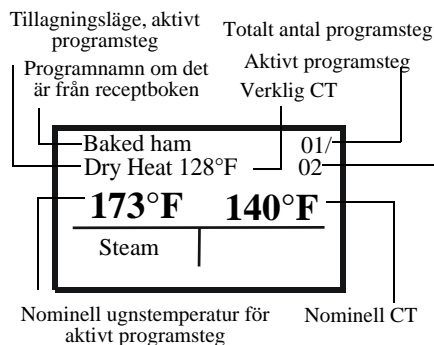 Tillagningsläge, aktivt
programsteg
Totalt antal programsteg
Programnamn om det
är från receptboken
Aktivt programsteg
Verklig CT
Baked ham 01/
Dry Heat 128°F 02
173°F 140°F
Steam
Nominell ugnstemperatur för
aktivt programsteg
Nominell CT